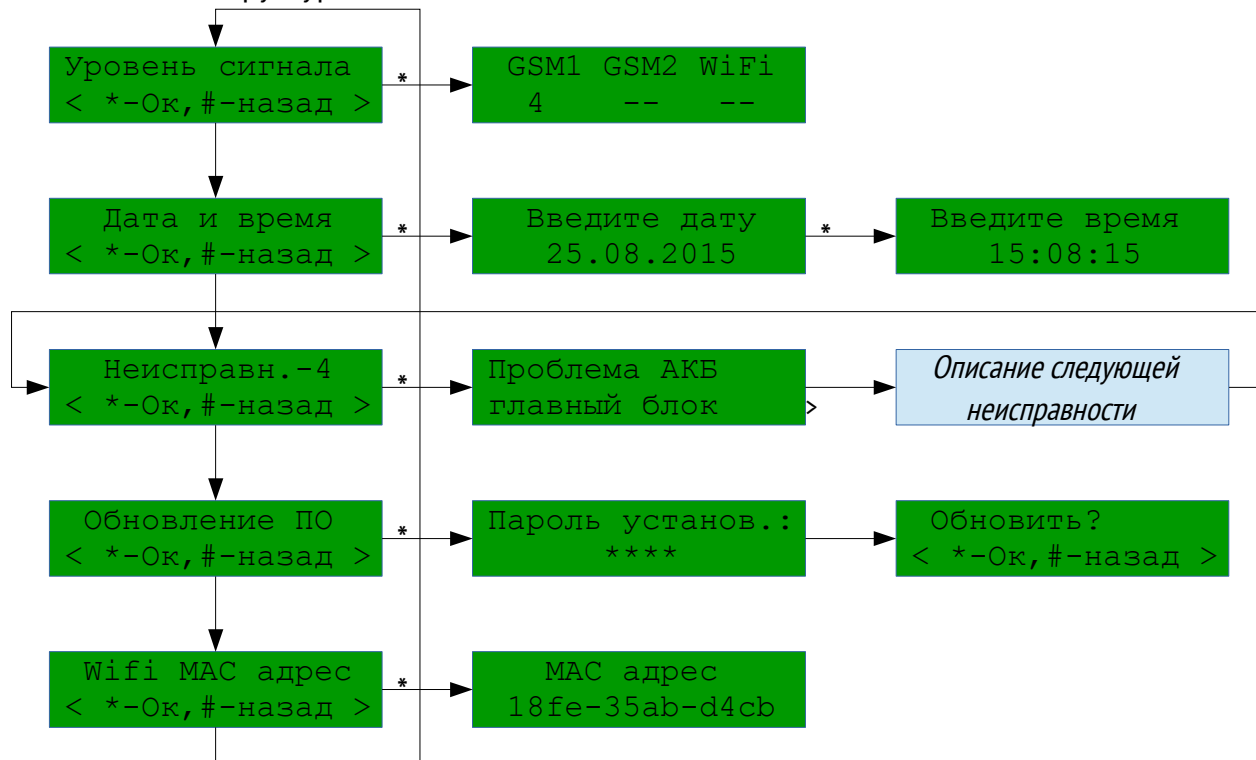 Уровень сигнала
< *-Ок,#-назад >
*
GSM1 GSM2 WiFi
4 -- --
Дата и время
< *-Ок,#-назад >
*
Введите дату
25.08.2015
*
Введите время
15:08:15
Неисправн.-4
< *-Ок,#-назад >
*
Проблема АКБ
главный блок >
Описание следующей
неисправности
Обновление ПО
< *-Ок,#-назад >
*
Пароль установ.:
****
Обновить?
< *-Ок,#-назад >
Wifi MAC адрес
< *-Ок,#-назад >
*
MAC адрес
18fe-35ab-d4cb